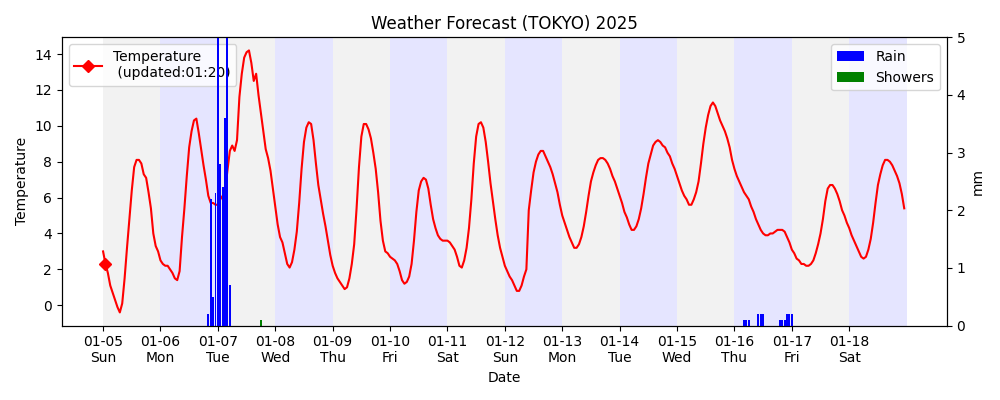 Weather Forecast (TOKYO) 2025
Temperature
(updated:01:20)
Rain
Showers
14
12
10
8
6
4
2
0
Temperature
5
4
3
2
1
0
mm
01-05 01-06 01-07 01-08 01-09 01-10 01-11 01-12 01-13 01-14 01-15 01-16 01-17 01-18
Sun Mon Tue Wed Thu Fri Sat Sun Mon Tue Wed Thu Fri Sat
Date